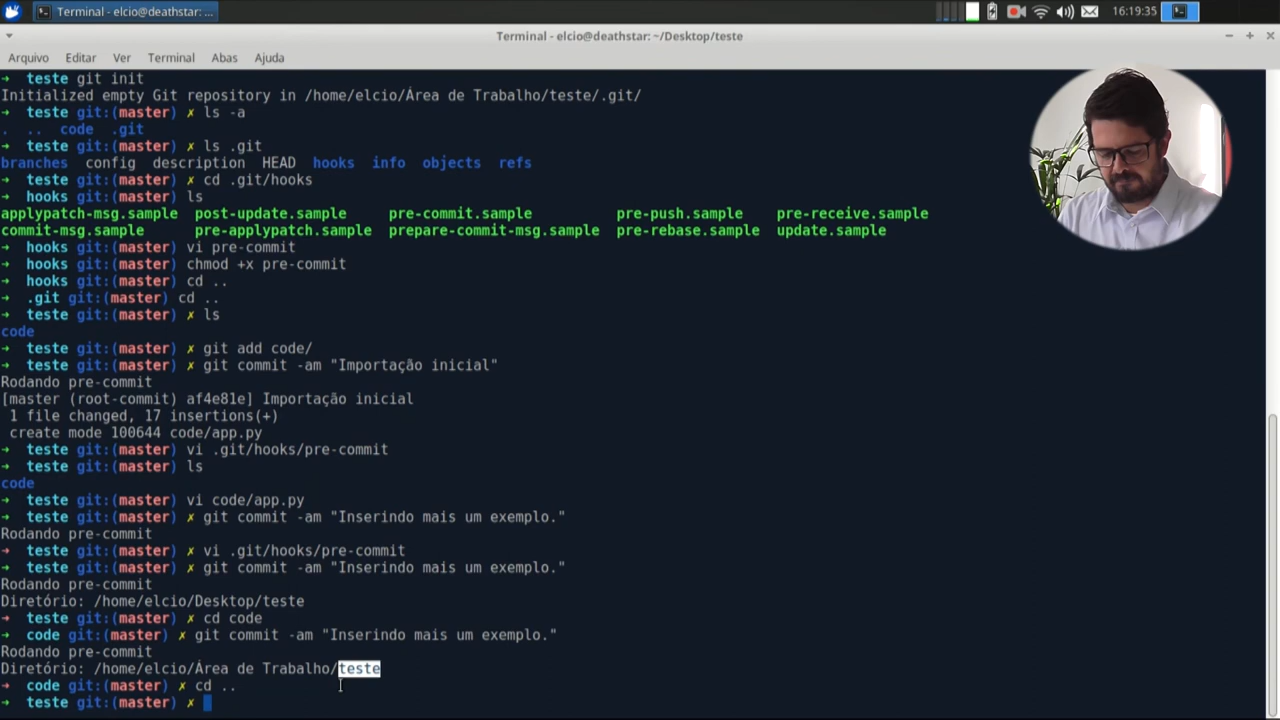 Terminal - elcio@deathstar: ...
16:19:35
Terminal - elcio@deathstar: ~/Desktop/teste
Arquivo Editar Ver Terminal Abas Ajuda
➜ teste git init
Initialized empty Git repository in /home/elcio/Área de Trabalho/teste/.git/
➜ teste git:(master) ✗ ls -a
. .. code .git
➜ teste git:(master) ✗ ls .git
branches config description HEAD hooks info objects refs
➜ teste git:(master) ✗ cd .git/hooks
➜ hooks git:(master) ls
applypatch-msg.sample post-update.sample pre-commit.sample pre-push.sample pre-receive.sample
commit-msg.sample pre-applypatch.sample prepare-commit-msg.sample pre-rebase.sample update.sample
➜ hooks git:(master) vi pre-commit
➜ hooks git:(master) chmod +x pre-commit
➜ hooks git:(master) cd ..
➜ .git git:(master) cd ..
➜ teste git:(master) ✗ ls
code
➜ teste git:(master) ✗ git add code/
➜ teste git:(master) ✗ git commit -am "Importação inicial"
Rodando pre-commit
[master (root-commit) af4e81e] Importação inicial
1 file changed, 17 insertions(+)
create mode 100644 code/app.py
➜ teste git:(master) vi .git/hooks/pre-commit
➜ teste git:(master) ls
code
➜ teste git:(master) vi code/app.py
➜ teste git:(master) ✗ git commit -am "Inserindo mais um exemplo."
Rodando pre-commit
➜ teste git:(master) ✗ vi .git/hooks/pre-commit
➜ teste git:(master) ✗ git commit -am "Inserindo mais um exemplo."
Rodando pre-commit
Diretório: /home/elcio/Desktop/teste
➜ teste git:(master) ✗ cd code
➜ code git:(master) ✗ git commit -am "Inserindo mais um exemplo."
Rodando pre-commit
Diretório: /home/elcio/Área de Trabalho/teste
➜ code git:(master) ✗ cd ..
➜ teste git:(master) ✗